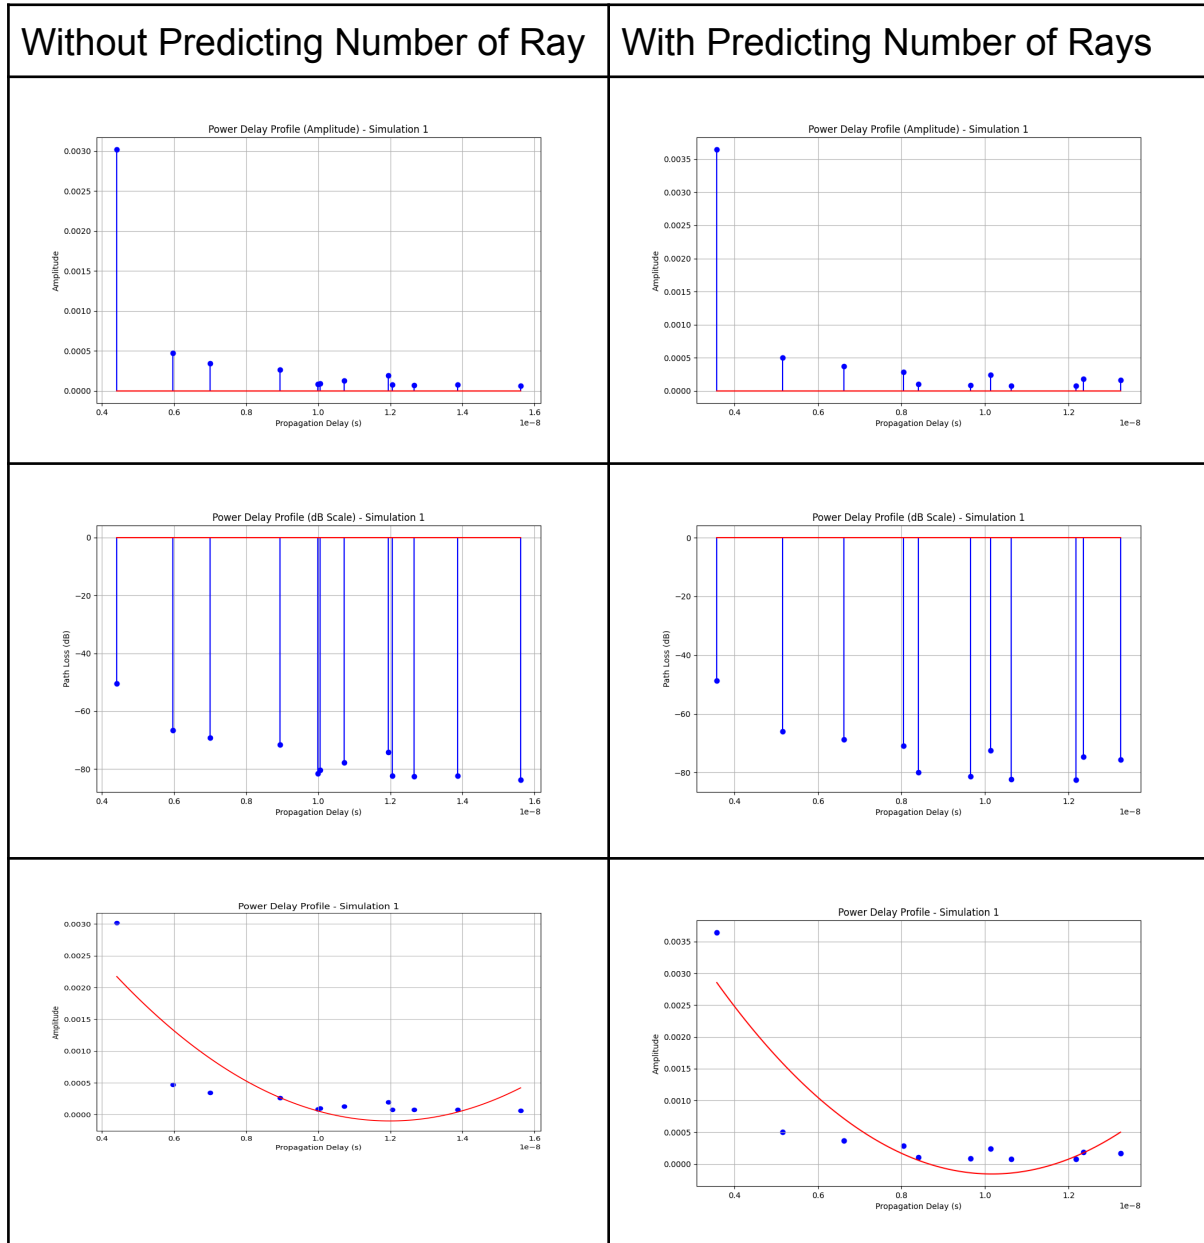 Without Predicting Number of Ray
With Predicting Number of Rays
Power Delay Profile (Amplitude) - Simulation 1
Amplitude
0.0030
0.0025
0.0020
0.0015
0.0010
0.0005
0.0000
0.4 0.6 0.8 1.0 1.2 1.4 1.6
1e−8
Propagation Delay (s)
Power Delay Profile (Amplitude) - Simulation 1
Amplitude
0.0035
0.0030
0.0025
0.0020
0.0015
0.0010
0.0005
0.0000
0.4 0.6 0.8 1.0 1.2
1e−8
Propagation Delay (s)
Power Delay Profile (dB Scale) - Simulation 1
Path Loss (dB)
0
−20
−40
−60
−80
0.4 0.6 0.8 1.0 1.2 1.4 1.6
1e−8
Propagation Delay (s)
Power Delay Profile (dB Scale) - Simulation 1
Path Loss (dB)
0
−20
−40
−60
−80
0.4 0.6 0.8 1.0 1.2
1e−8
Propagation Delay (s)
Power Delay Profile - Simulation 1
Amplitude
0.0030
0.0025
0.0020
0.0015
0.0010
0.0005
0.0000
0.4 0.6 0.8 1.0 1.2 1.4 1.6
1e−8
Propagation Delay (s)
Power Delay Profile - Simulation 1
Amplitude
0.0035
0.0030
0.0025
0.0020
0.0015
0.0010
0.0005
0.0000
0.4 0.6 0.8 1.0 1.2
1e−8
Propagation Delay (s)